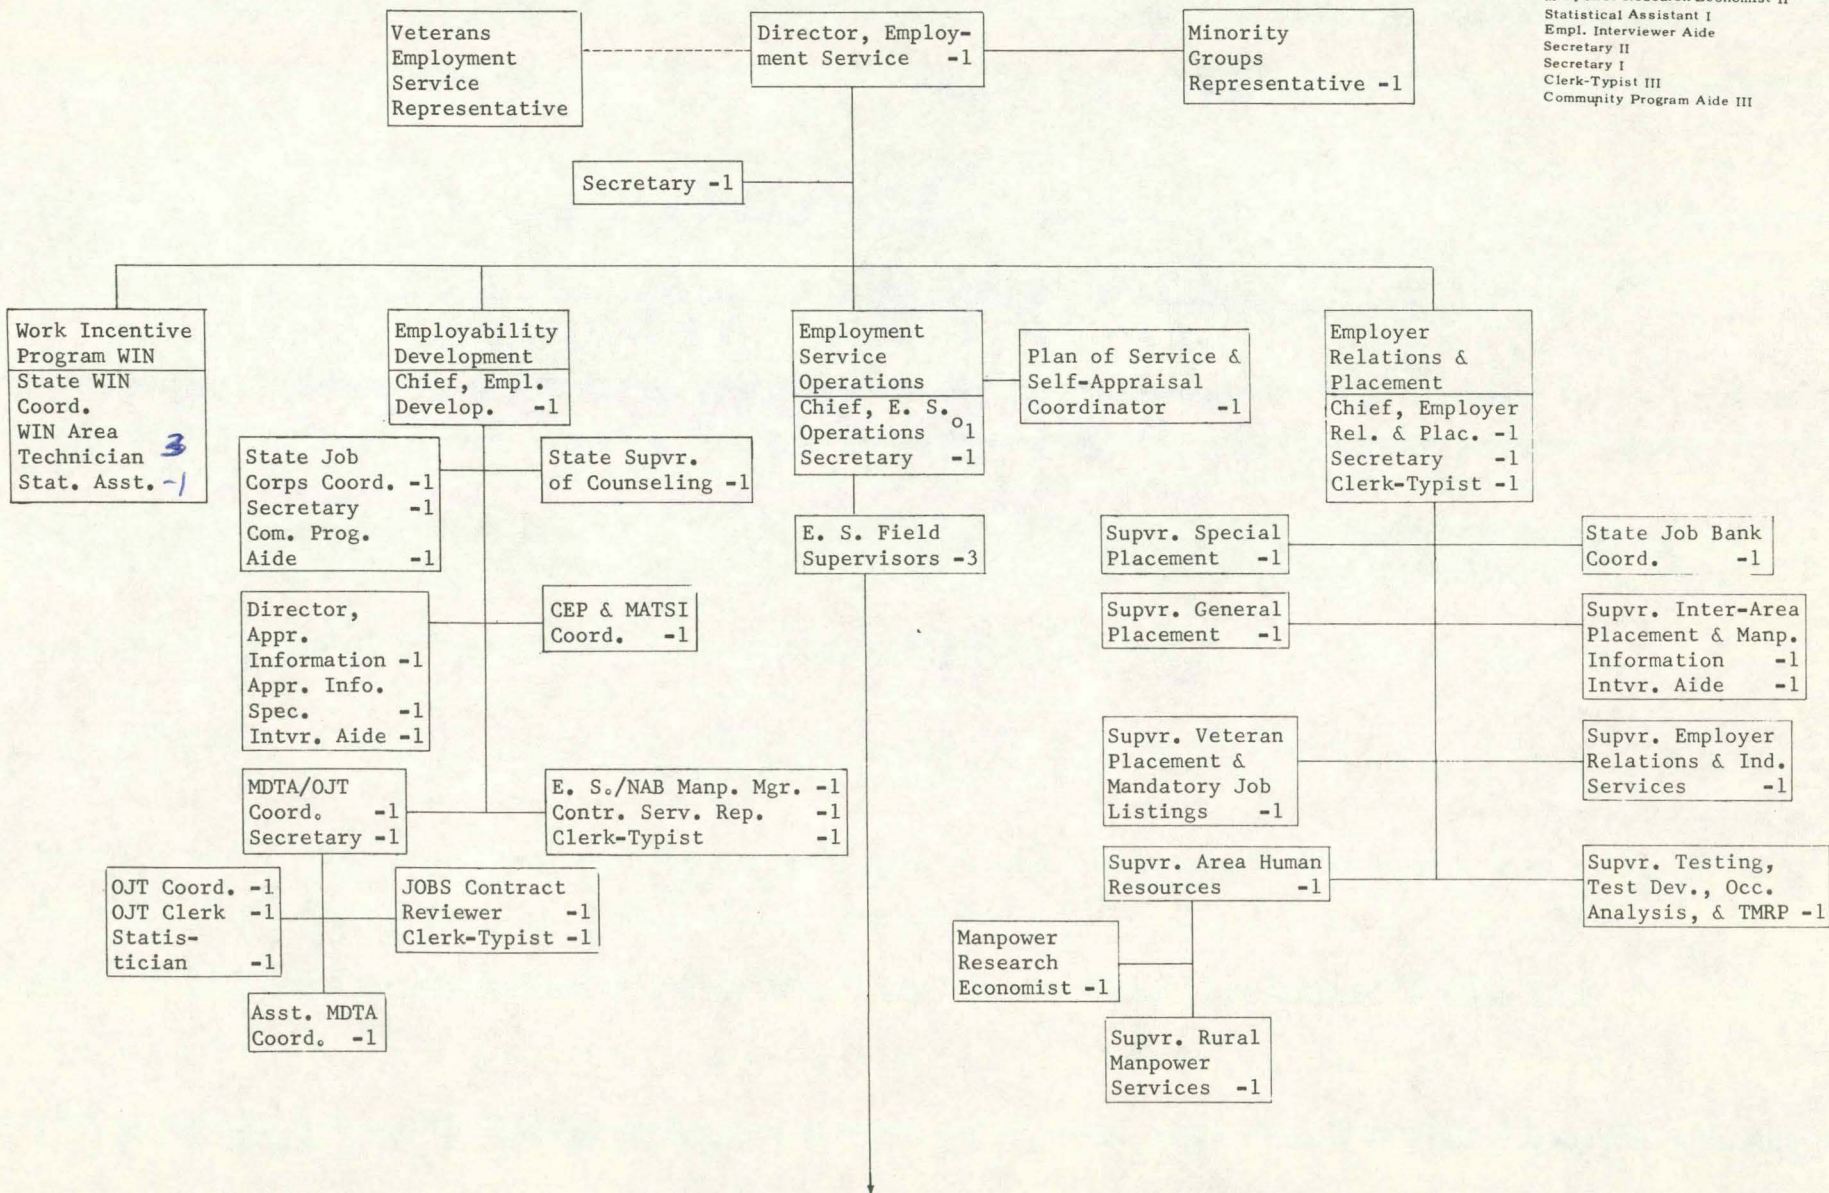 Research Economist II
Statistical Assistant I
Empl. Interviewer Aide
Secretary II
Secretary I
Clerk-Typist III
Community Program Aide III
Veterans
Employment
Service
Representative
Director, Employ-
ment Service -1
Minority
Groups
Representative -1
Secretary -1
Work Incentive
Program WIN
State WIN
Coord.
WIN Area
Technician 3
Stat. Asst. -1
Employability
Development
Chief, Empl.
Develop. -1
Employment
Service
Operations
Chief, E. S.
Operations o1
Secretary -1
Plan of Service &
Self-Appraisal
Coordinator -1
Employer
Relations &
Placement
Chief, Employer
Rel. & Plac. -1
Secretary -1
Clerk-Typist -1
State Job
Corps Coord. -1
Secretary -1
Com. Prog.
Aide -1
State Supvr.
of Counseling -1
E. S. Field
Supervisors -3
Supvr. Special
Placement -1
State Job Bank
Coord. -1
Director,
Appr.
Information -1
Appr. Info.
Spec. -1
Intvr. Aide -1
CEP & MATSI
Coord. -1
Supvr. General
Placement -1
Supvr. Inter-Area
Placement & Manp.
Information -1
Intvr. Aide -1
Supvr. Veteran
Placement &
Mandatory Job
Listings -1
Supvr. Employer
Relations & Ind.
Services -1
MDTA/OJT
Coord. -1
Secretary -1
E. S./NAB Manp. Mgr. -1
Contr. Serv. Rep. -1
Clerk-Typist -1
Supvr. Area Human
Resources -1
Supvr. Testing,
Test Dev., Occ.
Analysis, & TMRP -1
OJT Coord. -1
OJT Clerk -1
Statis-
tician -1
JOBS Contract
Reviewer -1
Clerk-Typist -1
Manpower
Research
Economist -1
Asst. MDTA
Coord. -1
Supvr. Rural
Manpower
Services -1